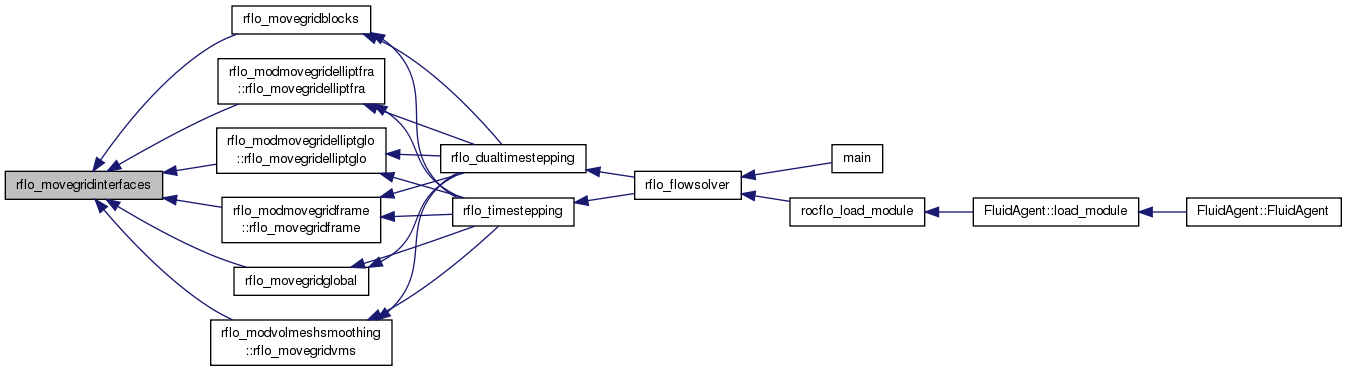 rflo_movegridinterfaces
rflo_movegridblocks
rflo_modmovegridelliptfra
::rflo_movegridelliptfra
rflo_modmovegridelliptglo
::rflo_movegridelliptglo
rflo_modmovegridframe
::rflo_movegridframe
rflo_movegridglobal
rflo_modvolmeshsmoothing
::rflo_movegridvms
rflo_dualtimestepping
rflo_timestepping
rflo_flowsolver
main
rocflo_load_module
FluidAgent::load_module
FluidAgent::FluidAgent